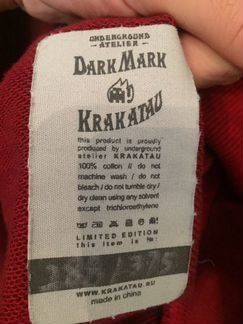 UNDERGROUND
- ATELIER -
DARK MARK
KRAKATAU
this product is proudly
produced by underground
atelier KRAKATAU
100% cotton // do not
machine wash / do not
bleach / do not tumble dry /
dry clean using any solvent
except trichloroethylene
LIMITED EDITION
this item is №:
375
WWW.KRAKATAU.RU
made in china